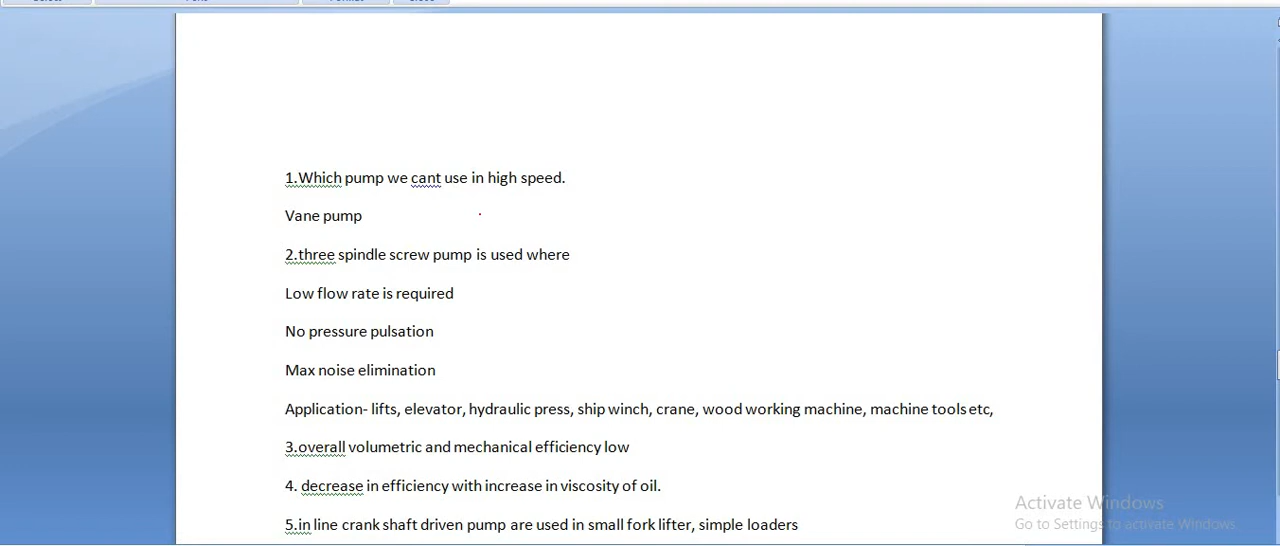 1.Which pump we cant use in high speed.
Vane pump
2.three spindle screw pump is used where
Low flow rate is required
No pressure pulsation
Max noise elimination
Application- lifts, elevator, hydraulic press, ship winch, crane, wood working machine, machine tools etc,
3.overall volumetric and mechanical efficiency low
4. decrease in efficiency with increase in viscosity of oil.
Activate Windows
Go to Settings to activate Windows.
5.in line crank shaft driven pump are used in small fork lifter, simple loaders